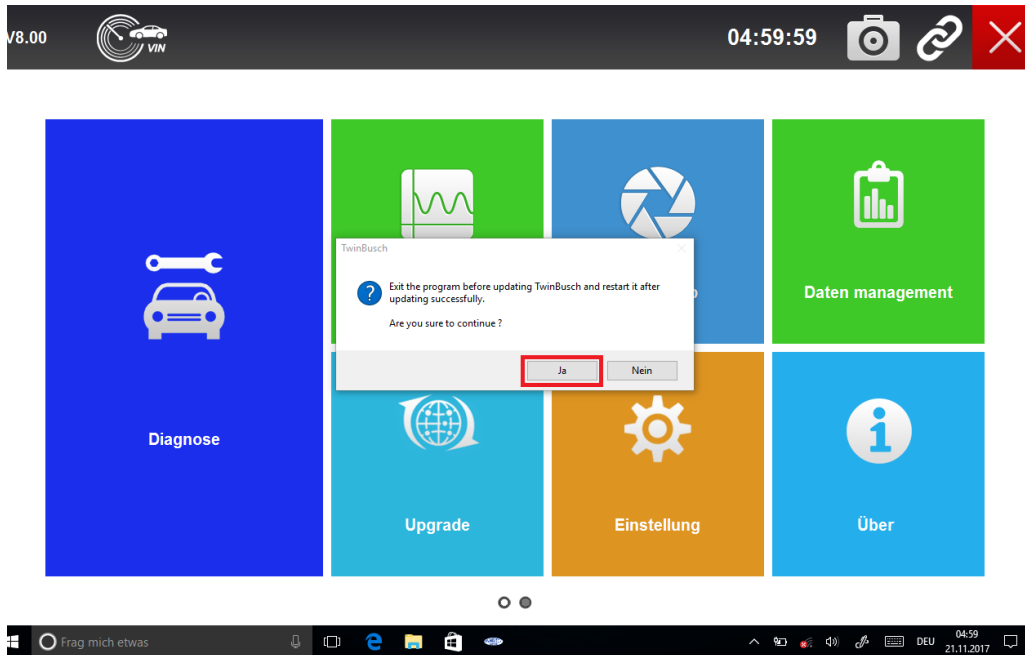 V8.00
VIN
04:59:59
TwinBusch
Exit the program before updating TwinBusch and restart it after
updating successfully.
Are you sure to continue ?
Ja
Nein
Daten management
Diagnose
Upgrade
Einstellung
Über
Frag mich etwas
DEU
04:59
21.11.2017